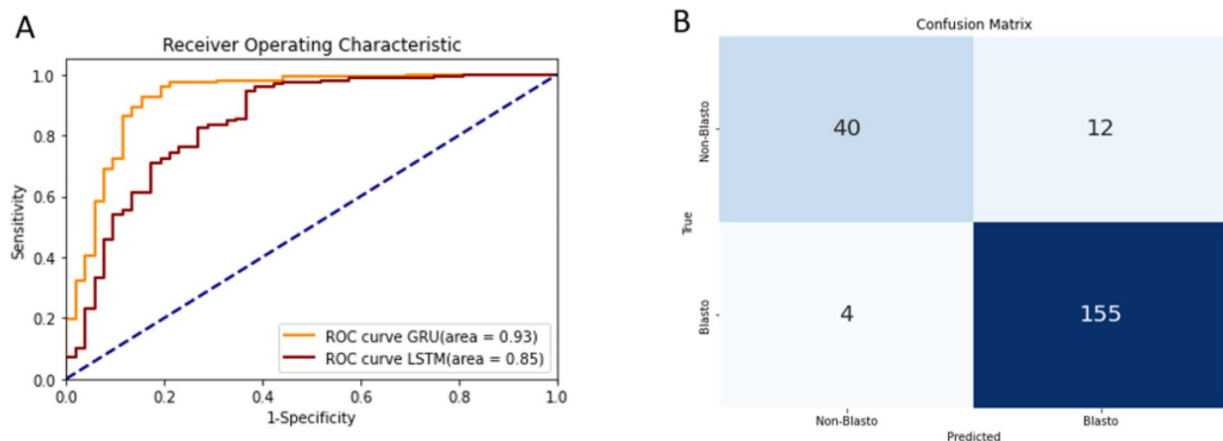 A
Receiver Operating Characteristic
1.0
0.8
0.6
0.4
0.2
0.0
Sensitivity
ROC curve GRU(area = 0.93)
ROC curve LSTM(area = 0.85)
0.0 0.2 0.4 0.6 0.8 1.0
1-Specificity
B
Confusion Matrix
Non-Blasto
40 12
True
Blasto
4 155
Non-Blasto Blasto
Predicted